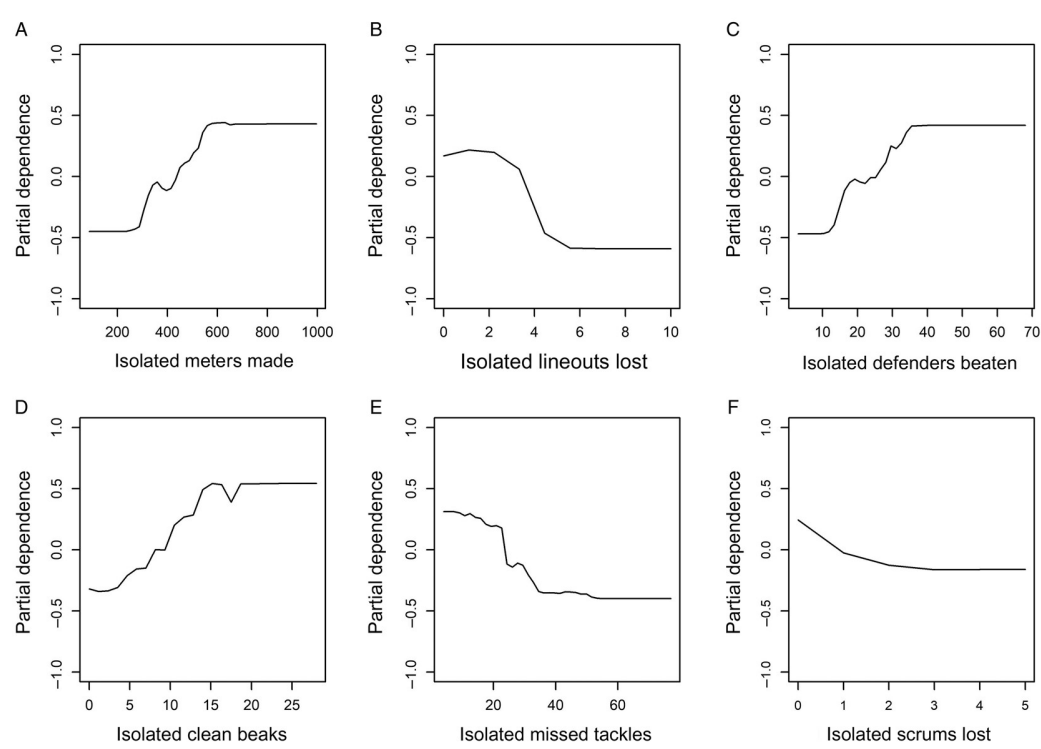 A
Partial dependence
1.0
0.5
0.0
−0.5
−1.0
200 400 600 800 1000
Isolated meters made
B
Partial dependence
1.0
0.5
0.0
−0.5
−1.0
0 2 4 6 8 10
Isolated lineouts lost
C
Partial dependence
1.0
0.5
0.0
−0.5
−1.0
10 20 30 40 50 60 70
Isolated defenders beaten
D
Partial dependence
1.0
0.5
0.0
−0.5
−1.0
0 5 10 15 20 25
Isolated clean beaks
E
Partial dependence
1.0
0.5
0.0
−0.5
−1.0
20 40 60
Isolated missed tackles
F
Partial dependence
1.0
0.5
0.0
−0.5
−1.0
0 1 2 3 4 5
Isolated scrums lost